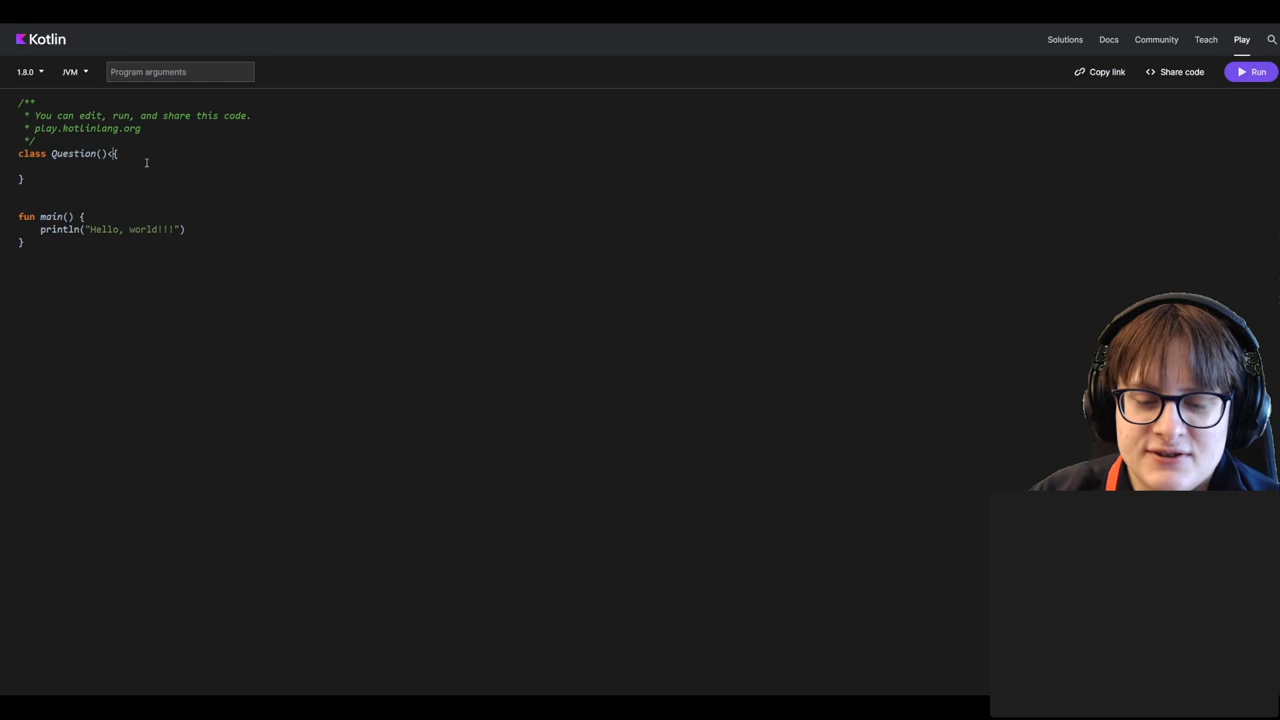 Kotlin
Solutions Docs Community Teach Play
1.8.0 JVM Program arguments
Copy link <> Share code Run
/**
* You can edit, run, and share this code.
* play.kotlinlang.org
*/
class Question()<{
}
fun main() {
println("Hello, world!!!")
}